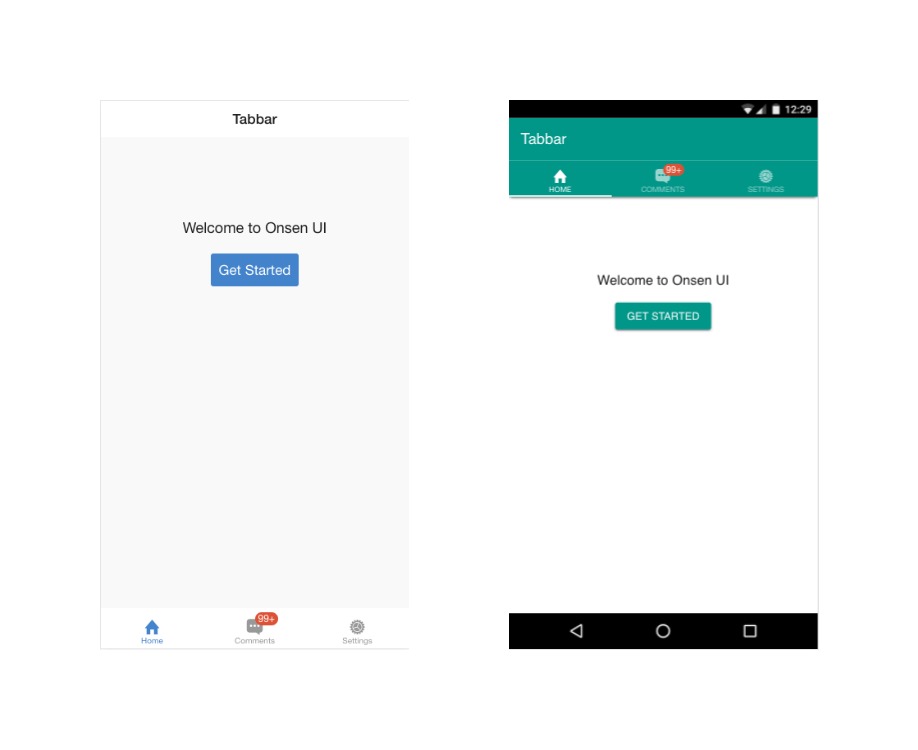 Tabbar
Welcome to Onsen UI
Get Started
99+
Home
Comments
Settings
12:29
Tabbar
99+
HOME
COMMENTS
SETTINGS
Welcome to Onsen UI
GET STARTED